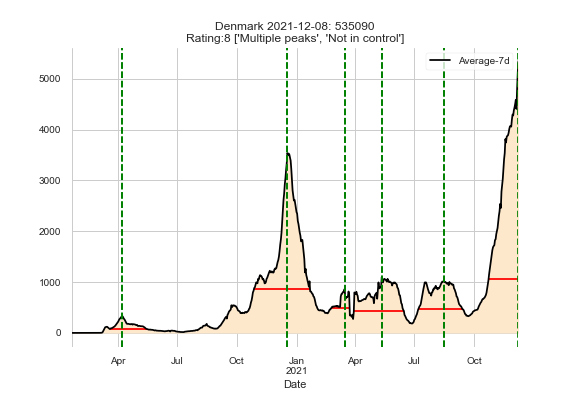 Denmark 2021-12-08: 535090
Rating:8 ['Multiple peaks', 'Not in control']
Average-7d
5000
4000
3000
2000
1000
0
Apr Jul Oct Jan Apr Jul Oct
2021
Date